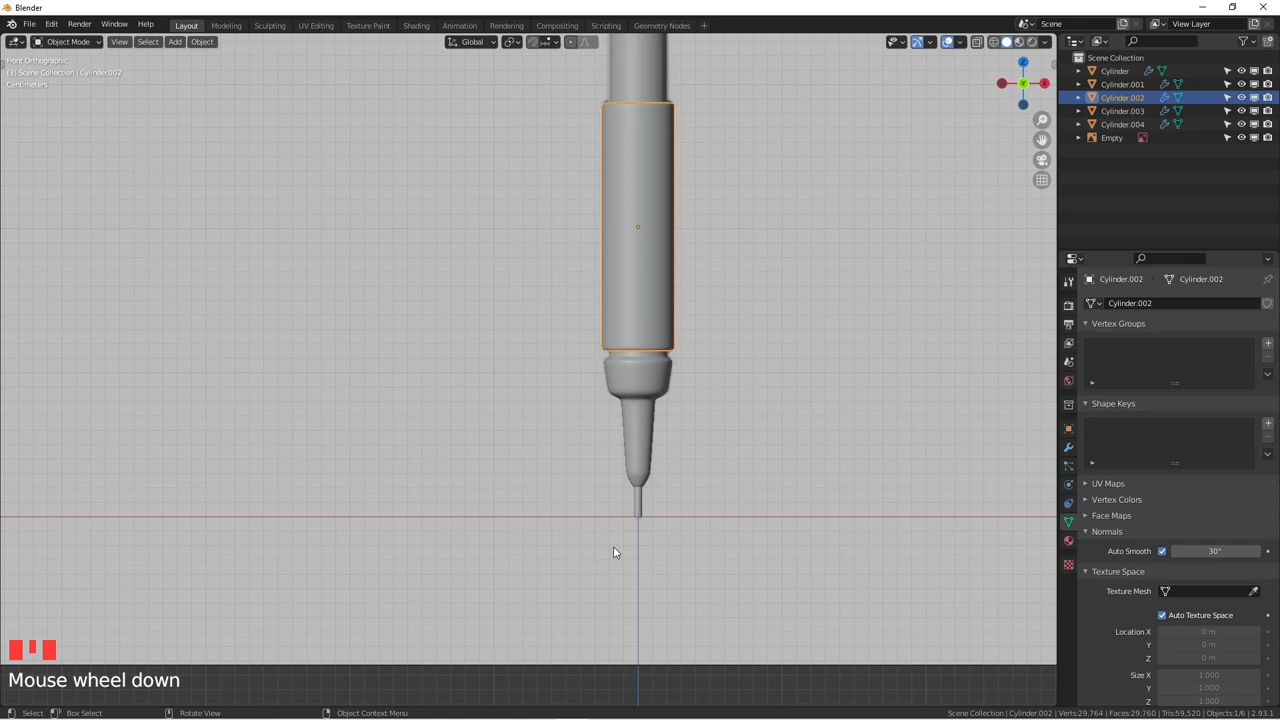 Blender
File Edit Render Window Help Layout Modeling Sculpting UV Editing Texture Paint Shading Animation Rendering Compositing Scripting Geometry Nodes + Scene View Layer
Object Mode View Select Add Object Global
Front Orthographic
(3) Scene Collection | Cylinder.002
Centimeters
Z
Y
X
Scene Collection
Cylinder
Cylinder.001
Cylinder.002
Cylinder.003
Cylinder.004
Empty
Cylinder.002 Cylinder.002
Cylinder.002
Vertex Groups
Shape Keys
UV Maps
Vertex Colors
Face Maps
Normals
Auto Smooth 30°
Texture Space
Texture Mesh
Auto Texture Space
Location X 0 m
Y 0 m
Z 0 m
Size X 1.000
Y 1.000
Z 1.000
Mouse wheel down
Select Box Select Rotate View Object Context Menu Scene Collection | Cylinder.002 | Verts:29,764 | Faces:29,760 | Tris:59,520 | Objects:1/6 | 2.93.1